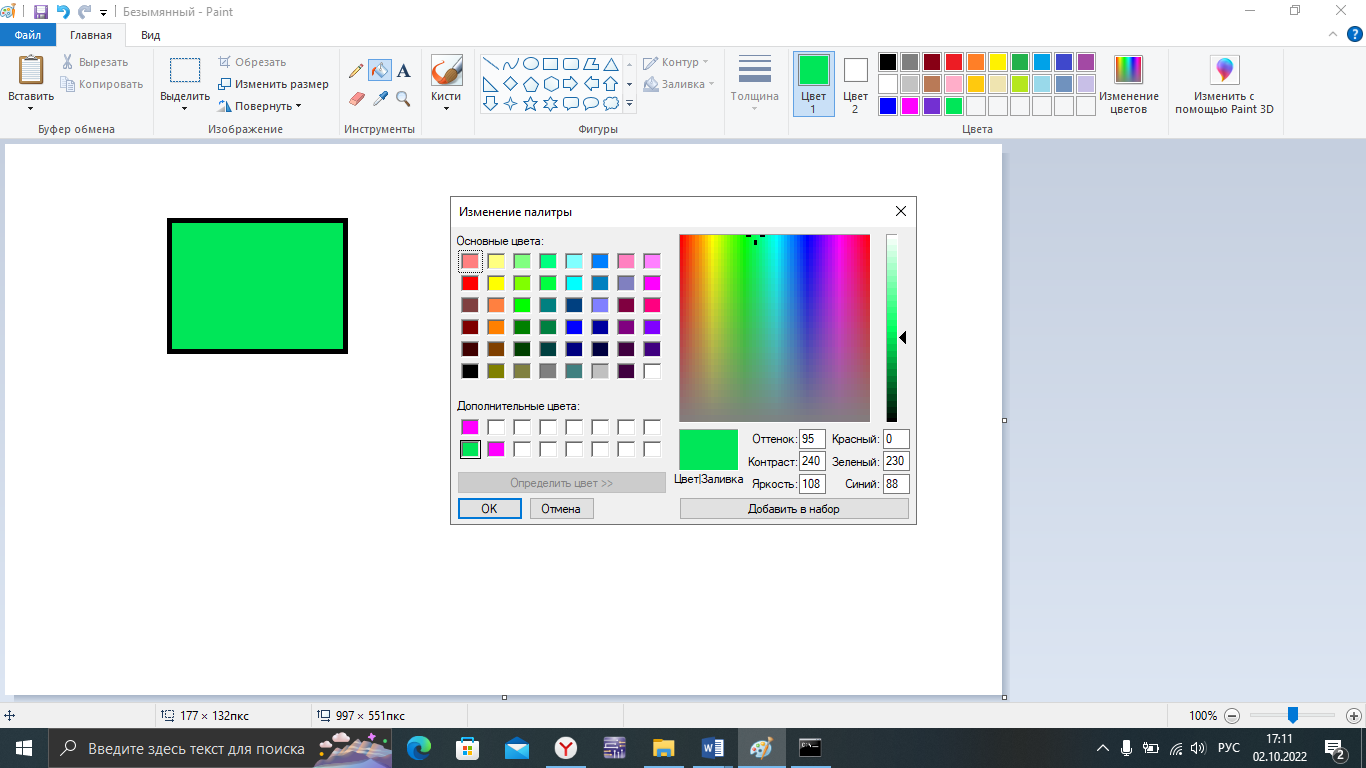 Безымянный - Paint
Файл Главная Вид
Вставить
Вырезать
Копировать
Буфер обмена
Выделить
Обрезать
Изменить размер
Повернуть
Изображение
A
Инструменты
Кисти
Контур
Заливка
Фигуры
Толщина
Цвет
1
Цвет
2
Изменение
цветов
Цвета
Изменить с
помощью Paint 3D
Изменение палитры
Основные цвета:
Дополнительные цвета:
Определить цвет >>
OK Отмена
Цвет|Заливка
Оттенок: 95 Красный: 0
Контраст: 240 Зеленый: 230
Яркость: 108 Синий: 88
Добавить в набор
177 × 132пкс 997 × 551пкс 100%
Введите здесь текст для поиска
РУС 17:11
02.10.2022
2